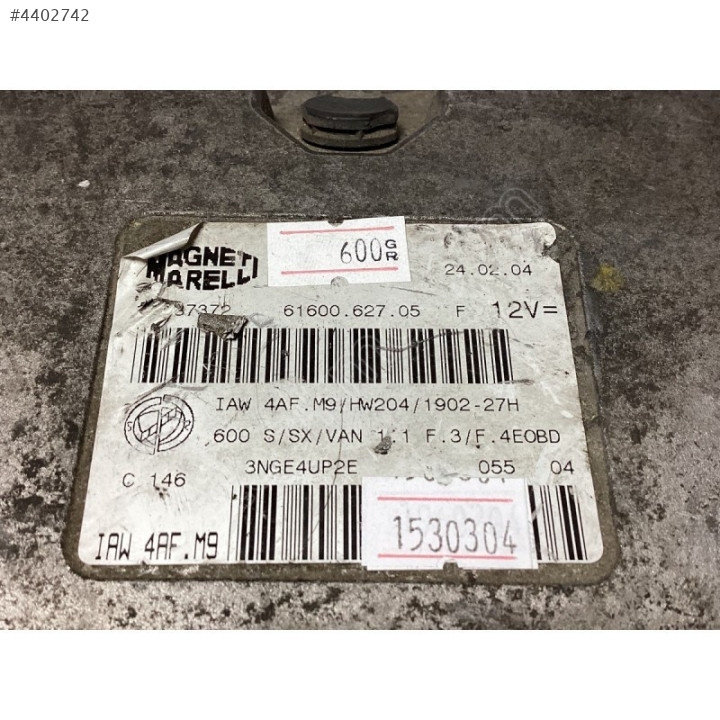 #4402742
600 GR
MAGNETI
MARELLI
24.02.04
37372 61600.627.05 F 12V=
IAW 4AF.M9/HW204/1902-27H
600 S/SX/VAN 1.1 F.3/F.4EOBD
C 146 3NGE4UP2E 055 04
1530304
IAW 4AF.M9